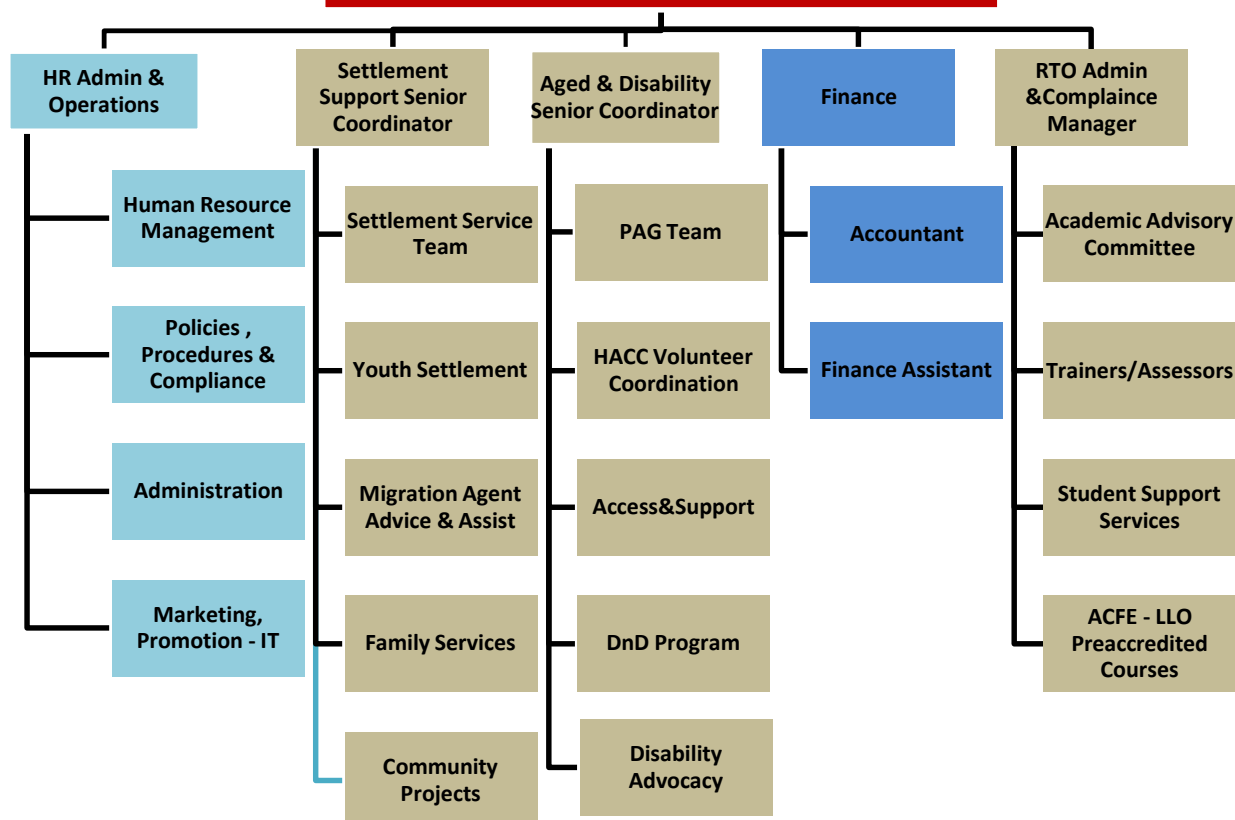 HR Admin &
Operations
Settlement
Support Senior
Coordinator
Aged & Disability
Senior Coordinator
Finance
RTO Admin
&Complaince
Manager
Human Resource
Management
Policies ,
Procedures &
Compliance
Administration
Marketing,
Promotion - IT
Settlement Service
Team
Youth Settlement
Migration Agent
Advice & Assist
Family Services
Community
Projects
PAG Team
HACC Volunteer
Coordination
Access&Support
DnD Program
Disability
Advocacy
Accountant
Finance Assistant
Academic Advisory
Committee
Trainers/Assessors
Student Support
Services
ACFE - LLO
Preaccredited
Courses